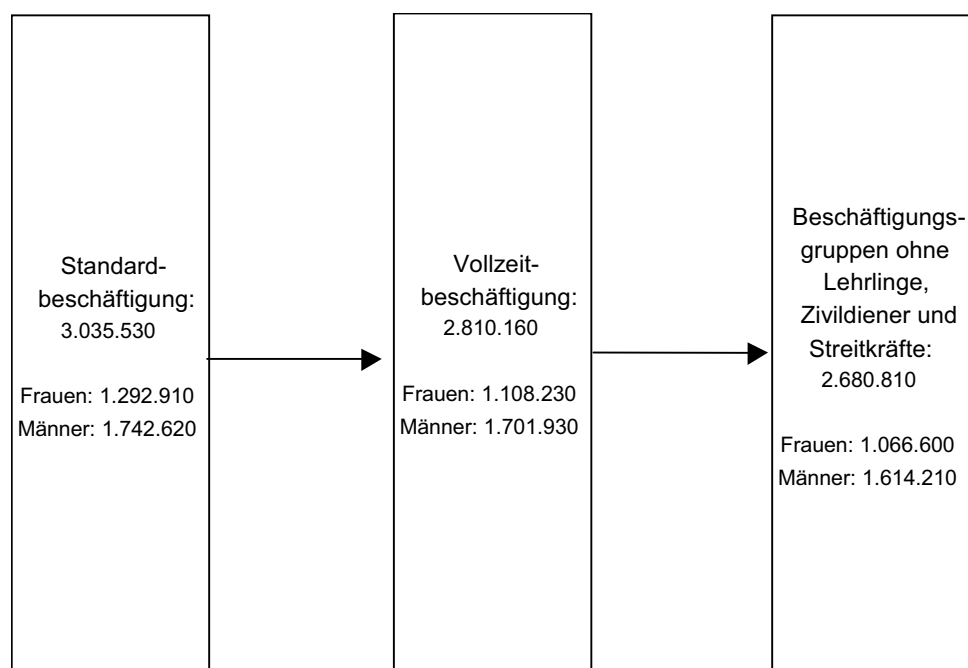 Standard-
beschäftigung:
3.035.530
Frauen: 1.292.910
Männer: 1.742.620
Vollzeit-
beschäftigung:
2.810.160
Frauen: 1.108.230
Männer: 1.701.930
Beschäftigungs-
gruppen ohne
Lehrlinge,
Zivildiener und
Streitkräfte:
2.680.810
Frauen: 1.066.600
Männer: 1.614.210